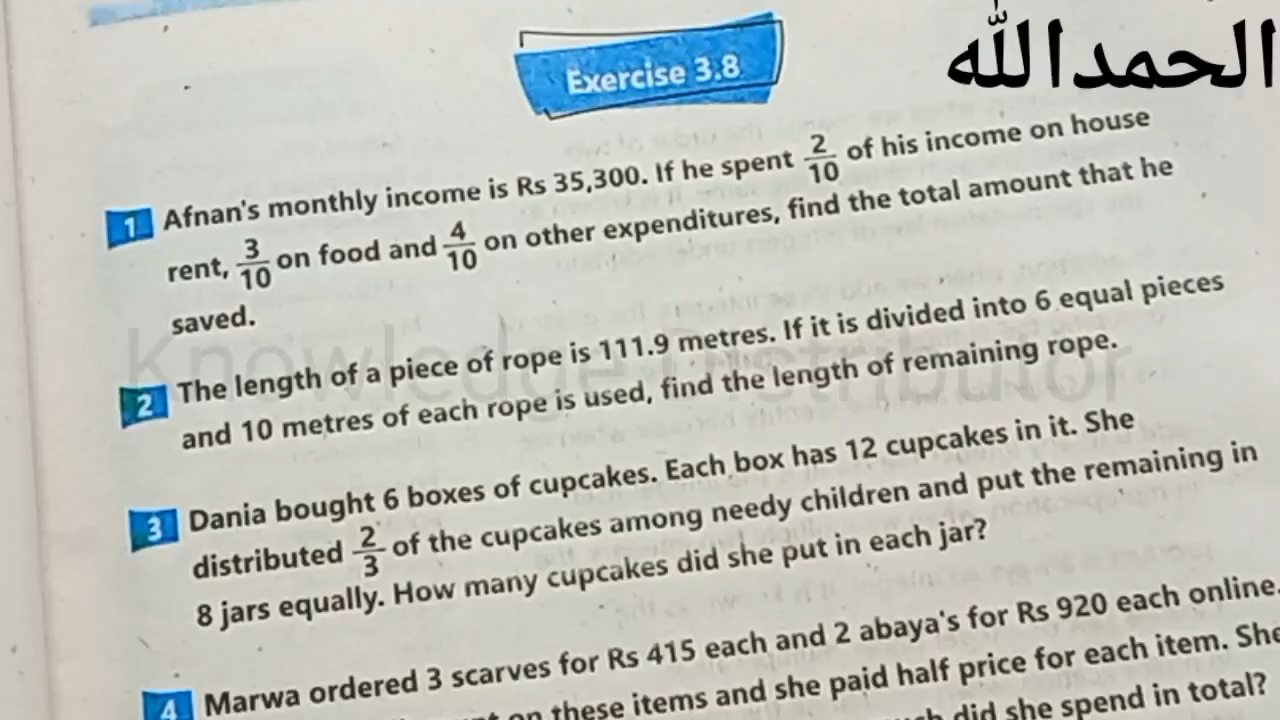 الحمدالله
Exercise 3.8
1 Afnan's monthly income is Rs 35,300. If he spent 2/10 of his income on house
rent, 3/10 on food and 4/10 on other expenditures, find the total amount that he
saved.
Knowledge Distributor
2 The length of a piece of rope is 111.9 metres. If it is divided into 6 equal pieces
and 10 metres of each rope is used, find the length of remaining rope.
3 Dania bought 6 boxes of cupcakes. Each box has 12 cupcakes in it. She
distributed 2/3 of the cupcakes among needy children and put the remaining in
8 jars equally. How many cupcakes did she put in each jar?
4 Marwa ordered 3 scarves for Rs 415 each and 2 abaya's for Rs 920 each online.
on these items and she paid half price for each item. She
did she spend in total?